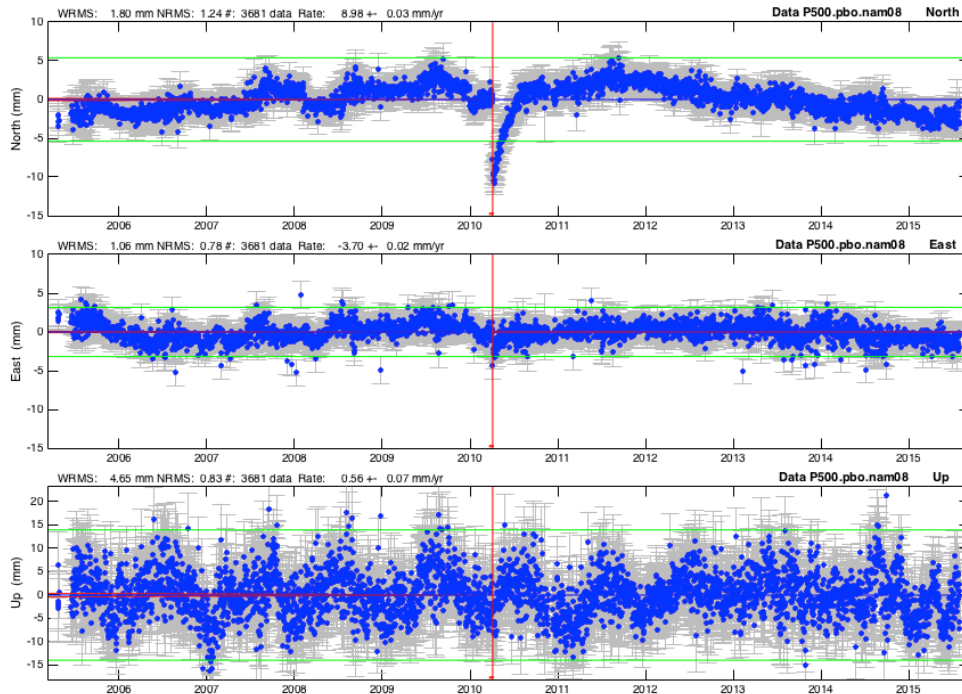 WRMS: 1.80 mm NRMS: 1.24 #: 3681 data Rate: 8.98 +- 0.03 mm/yr Data P500.pbo.nam08 North
10
5
0
-5
-10
-15
North (mm)
2006 2007 2008 2009 2010 2011 2012 2013 2014 2015
WRMS: 1.06 mm NRMS: 0.78 #: 3681 data Rate: -3.70 +- 0.02 mm/yr Data P500.pbo.nam08 East
10
5
0
-5
-10
-15
East (mm)
2006 2007 2008 2009 2010 2011 2012 2013 2014 2015
WRMS: 4.65 mm NRMS: 0.83 #: 3681 data Rate: 0.56 +- 0.07 mm/yr Data P500.pbo.nam08 Up
20
15
10
5
0
-5
-10
-15
Up (mm)
2006 2007 2008 2009 2010 2011 2012 2013 2014 2015